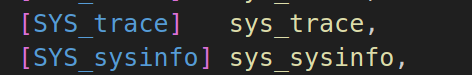 [SYS_trace]   sys_trace,
[SYS_sysinfo] sys_sysinfo,